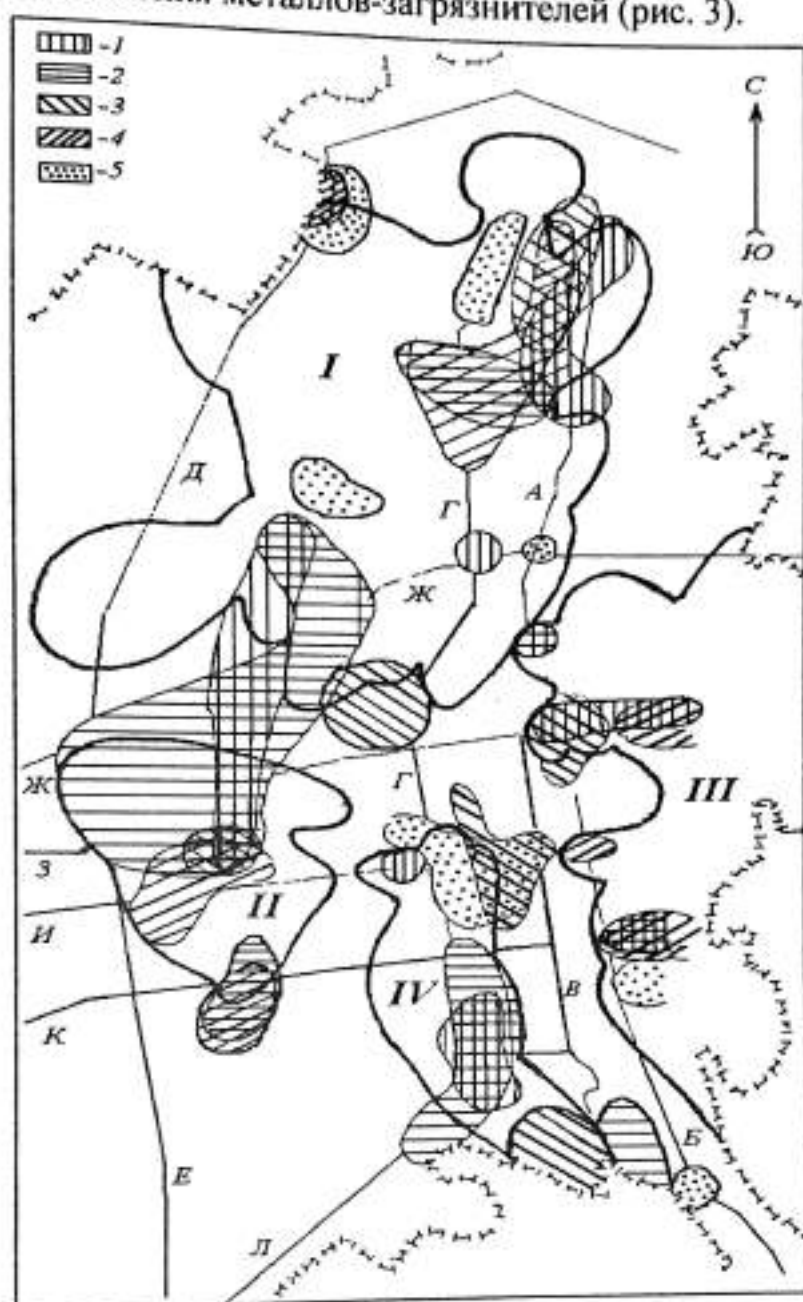 металлов-загрязнителей (рис. 3).
-1
-2
-3
-4
-5
С
Ю
I
Д
Г
А
Ж
Ж
Г
III
З
II
И
IV
В
К
Б
Е
Л